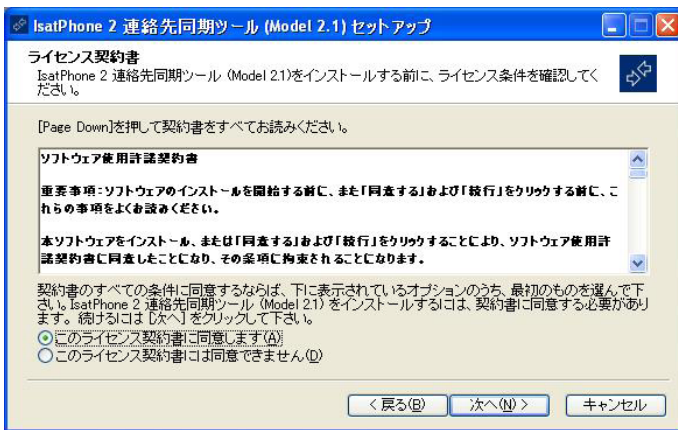 IsatPhone 2 連絡先同期ツール (Model 2.1) セットアップ
ライセンス契約書
IsatPhone 2 連絡先同期ツール (Model 2.1)をインストールする前に、ライセンス条件を確認してく
ださい。
[Page Down]を押して契約書をすべてお読みください。
ソフトウェア使用許諾契約書
重要事項:ソフトウェアのインストールを開始する前に、また「同意する」および「続行」をクリックする前に、こ
れらの事項をよくお読みください。
本ソフトウェアをインストール、または「同意する」および「続行」をクリックすることにより、ソフトウェア使用許
諾契約書に同意したことになり、その条項に拘束されることになります。
契約書のすべての条件に同意するならば、下に表示されているオプションのうち、最初のものを選んで下
さい。IsatPhone 2 連絡先同期ツール (Model 2.1) をインストールするには、契約書に同意する必要があり
ます。続けるには [次へ] をクリックして下さい。
このライセンス契約書に同意します(A)
このライセンス契約書には同意できません(D)
< 戻る(B) 次へ(N) > キャンセル